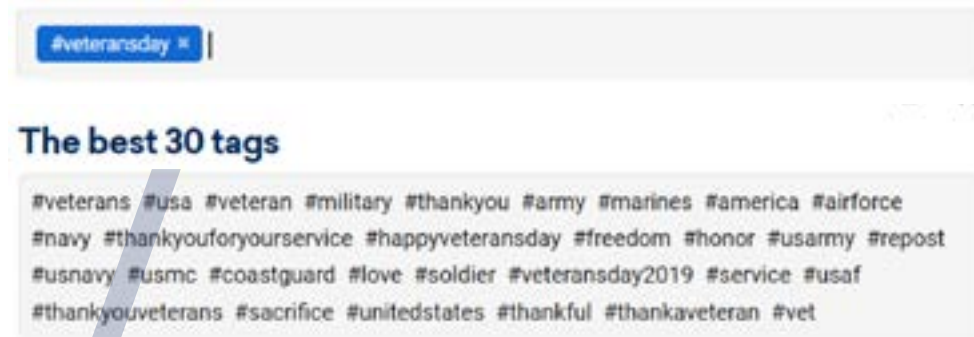 #veteransday ×
The best 30 tags
#veterans #usa #veteran #military #thankyou #army #marines #america #airforce
#navy #thankyouforyourservice #happyveteransday #freedom #honor #usarmy #repost
#usnavy #usmc #coastguard #love #soldier #veteransday2019 #service #usaf
#thankyouveterans #sacrifice #unitedstates #thankful #thankaveteran #vet